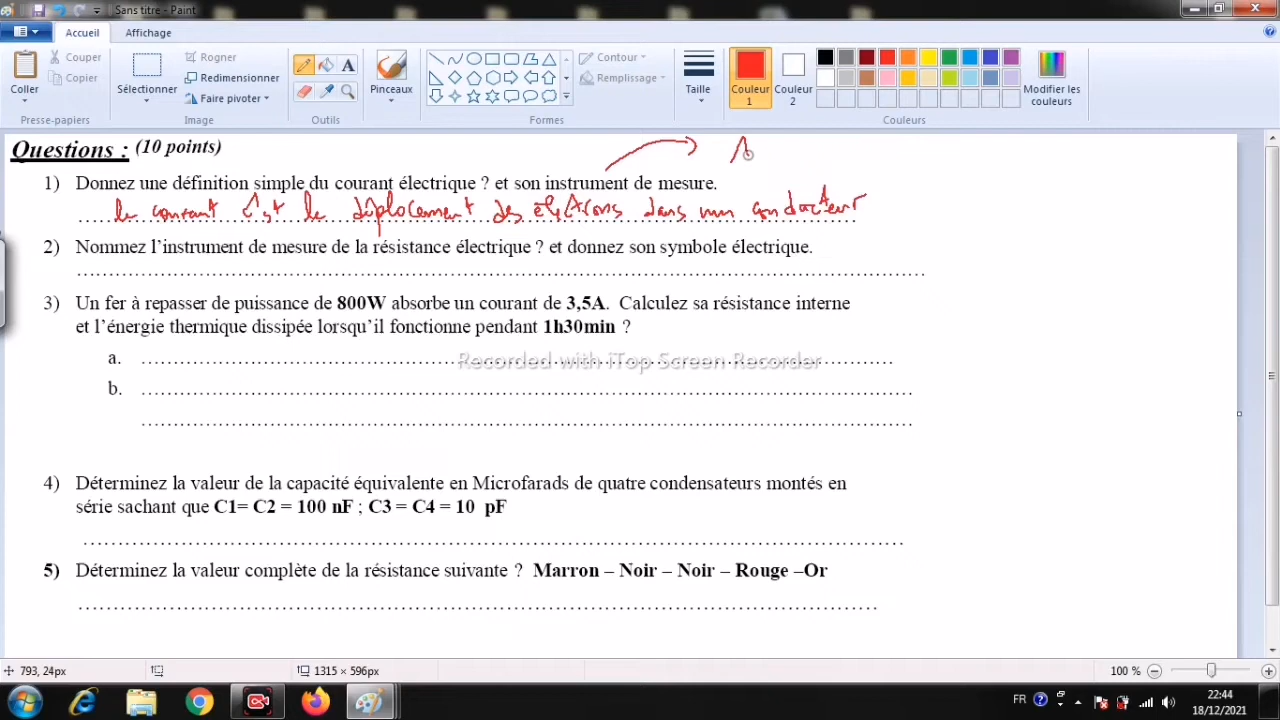 Sans titre - Paint
Accueil Affichage
Coller
Couper
Copier
Presse-papiers
Sélectionner
Rogner
Redimensionner
Faire pivoter
Image
A
Outils
Pinceaux
Contour
Remplissage
Formes
Taille
Couleur 1
Couleur 2
Modifier les couleurs
Couleurs
Questions : (10 points)
1) Donnez une définition simple du courant électrique ? et son instrument de mesure.
le courant c'est le déplacement des électrons dans un conducteur
2) Nommez l'instrument de mesure de la résistance électrique ? et donnez son symbole électrique.
3) Un fer à repasser de puissance de 800W absorbe un courant de 3,5A. Calculez sa résistance interne
et l'énergie thermique dissipée lorsqu'il fonctionne pendant 1h30min ?
a.
Recorded with iTop Screen Recorder
b.
4) Déterminez la valeur de la capacité équivalente en Microfarads de quatre condensateurs montés en
série sachant que C1= C2 = 100 nF ; C3 = C4 = 10 pF
5) Déterminez la valeur complète de la résistance suivante ? Marron – Noir – Noir – Rouge –Or
793, 24px
1315 × 596px
100 %
FR
22:44
18/12/2021